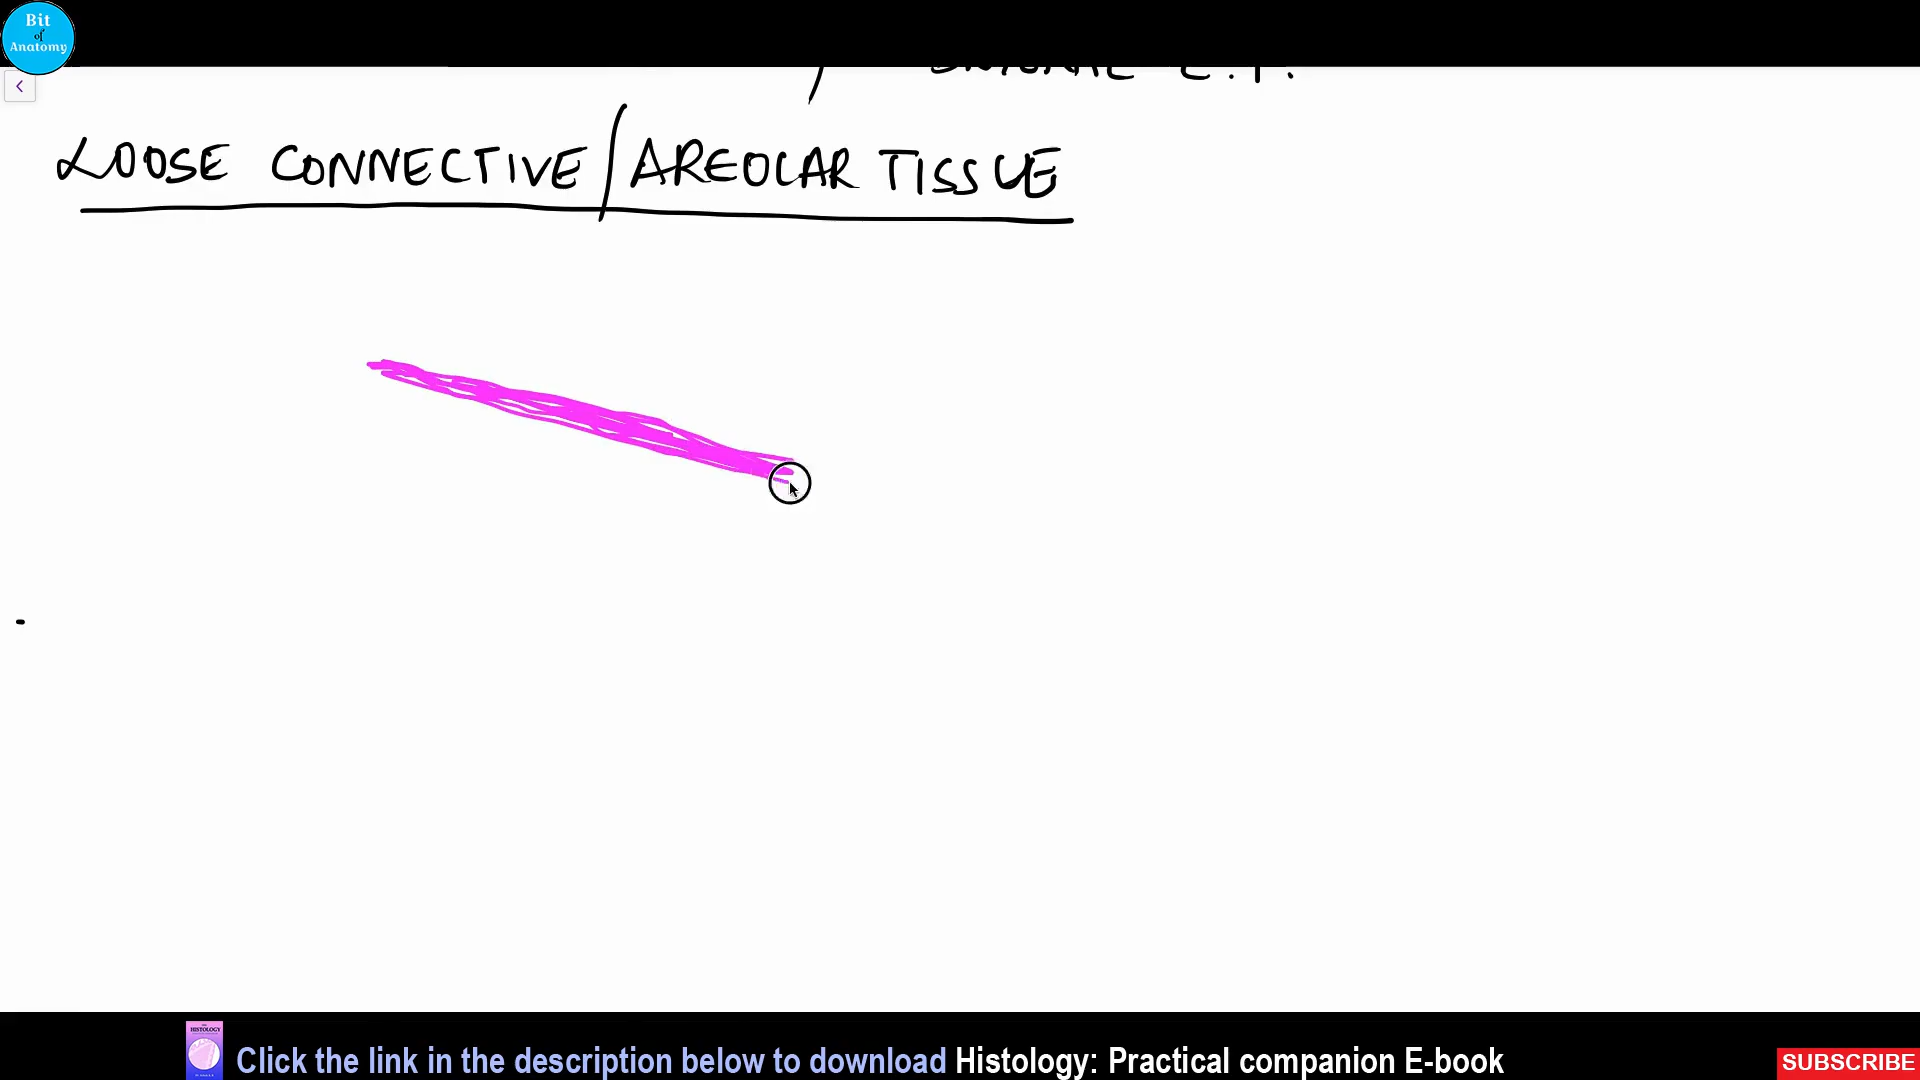 Bit
of
Anatomy
LOOSE CONNECTIVE/AREOLAR TISSUE
HISTOLOGY
Click the link in the description below to download Histology: Practical companion E-book
SUBSCRIBE